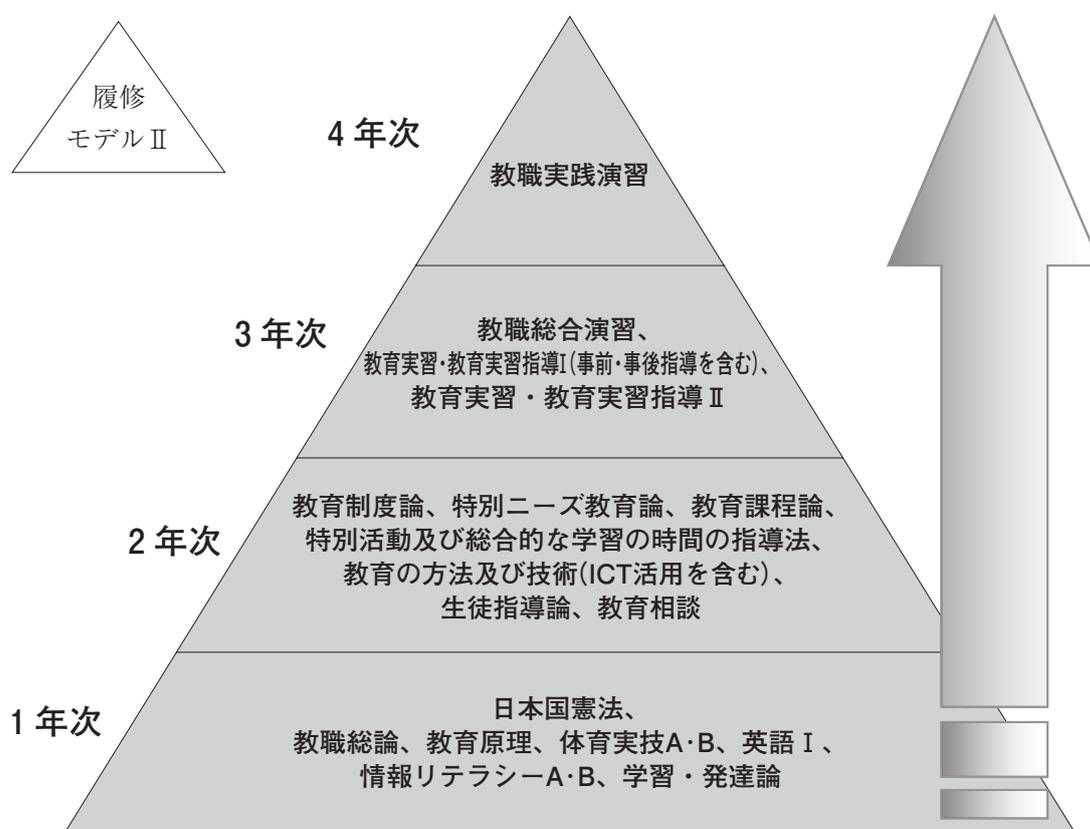 履修
モデルⅡ
4年次
教職実践演習
3年次
教職総合演習、
教育実習・教育実習指導Ⅰ(事前・事後指導を含む)、
教育実習・教育実習指導Ⅱ
2年次
教育制度論、特別ニーズ教育論、教育課程論、
特別活動及び総合的な学習の時間の指導法、
教育の方法及び技術(ICT活用を含む)、
生徒指導論、教育相談
1年次
日本国憲法、
教職総論、教育原理、体育実技A・B、英語Ⅰ、
情報リテラシーA・B、学習・発達論